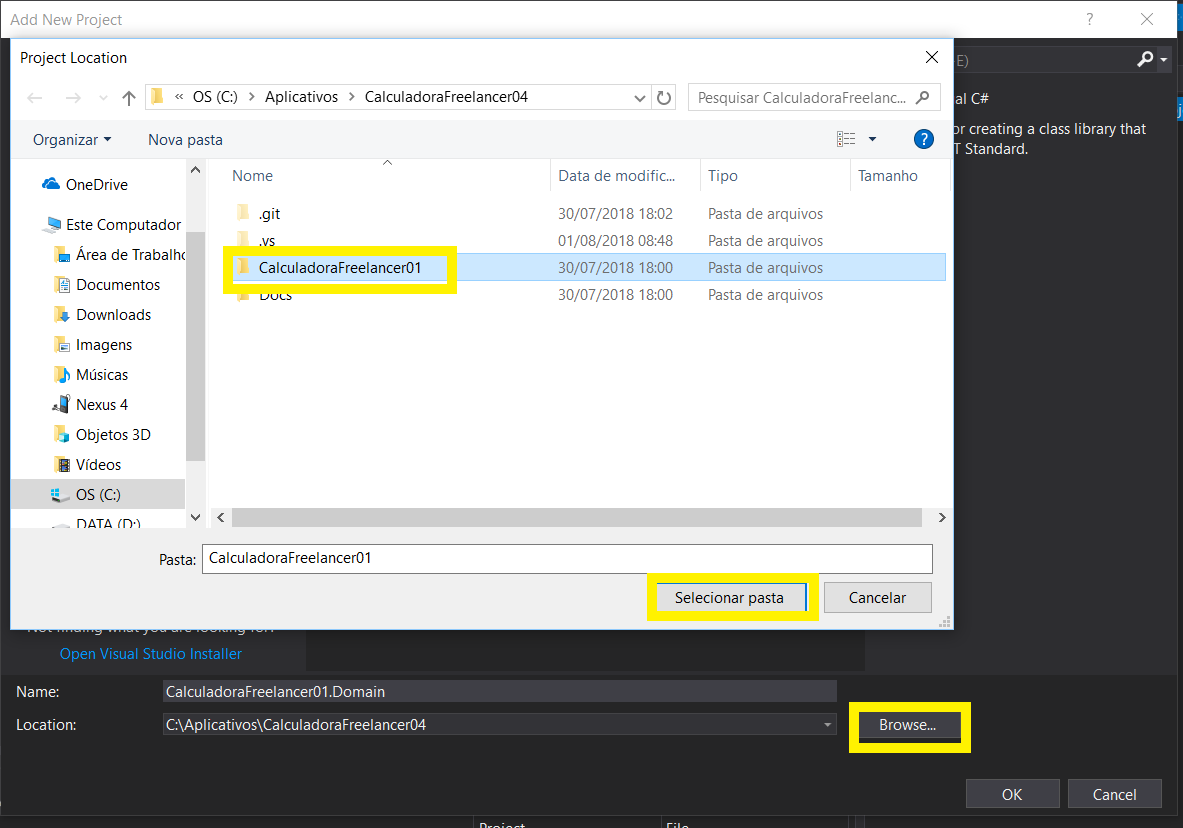 Add New Project
?
Project Location
« OS (C:) > Aplicativos > CalculadoraFreelancer04
Pesquisar CalculadoraFreelanc...
E)
Organizar
Nova pasta
?
al C#
or creating a class library that
T Standard.
Nome
Data de modific...
Tipo
Tamanho
OneDrive
Este Computador
Área de Trabalho
Documentos
Downloads
Imagens
Músicas
Nexus 4
Objetos 3D
Vídeos
OS (C:)
DATA (D:)
.git 30/07/2018 18:02 Pasta de arquivos
.vs 01/08/2018 08:48 Pasta de arquivos
CalculadoraFreelancer01 30/07/2018 18:00 Pasta de arquivos
Docs 30/07/2018 18:00 Pasta de arquivos
Pasta: CalculadoraFreelancer01
Selecionar pasta
Cancelar
Not finding what you are looking for?
Open Visual Studio Installer
Name: CalculadoraFreelancer01.Domain
Location: C:\Aplicativos\CalculadoraFreelancer04
Browse...
OK
Cancel
Project
File